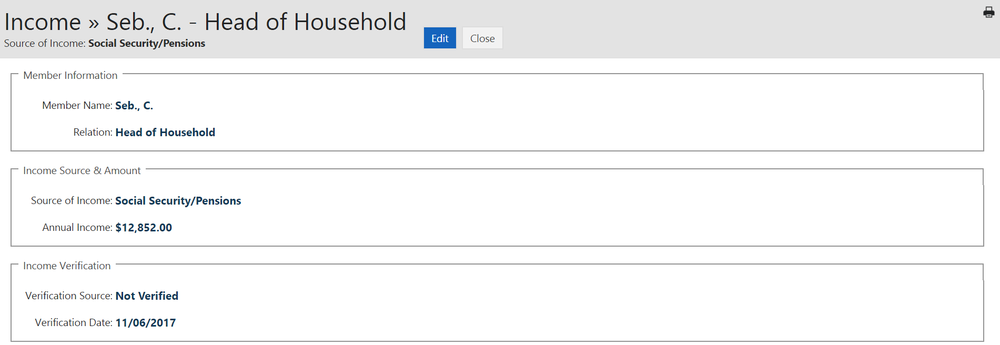 Income » Seb., C. - Head of Household
Source of Income: Social Security/Pensions
Edit
Close
Member Information
Member Name: Seb., C.
Relation: Head of Household
Income Source & Amount
Source of Income: Social Security/Pensions
Annual Income: $12,852.00
Income Verification
Verification Source: Not Verified
Verification Date: 11/06/2017